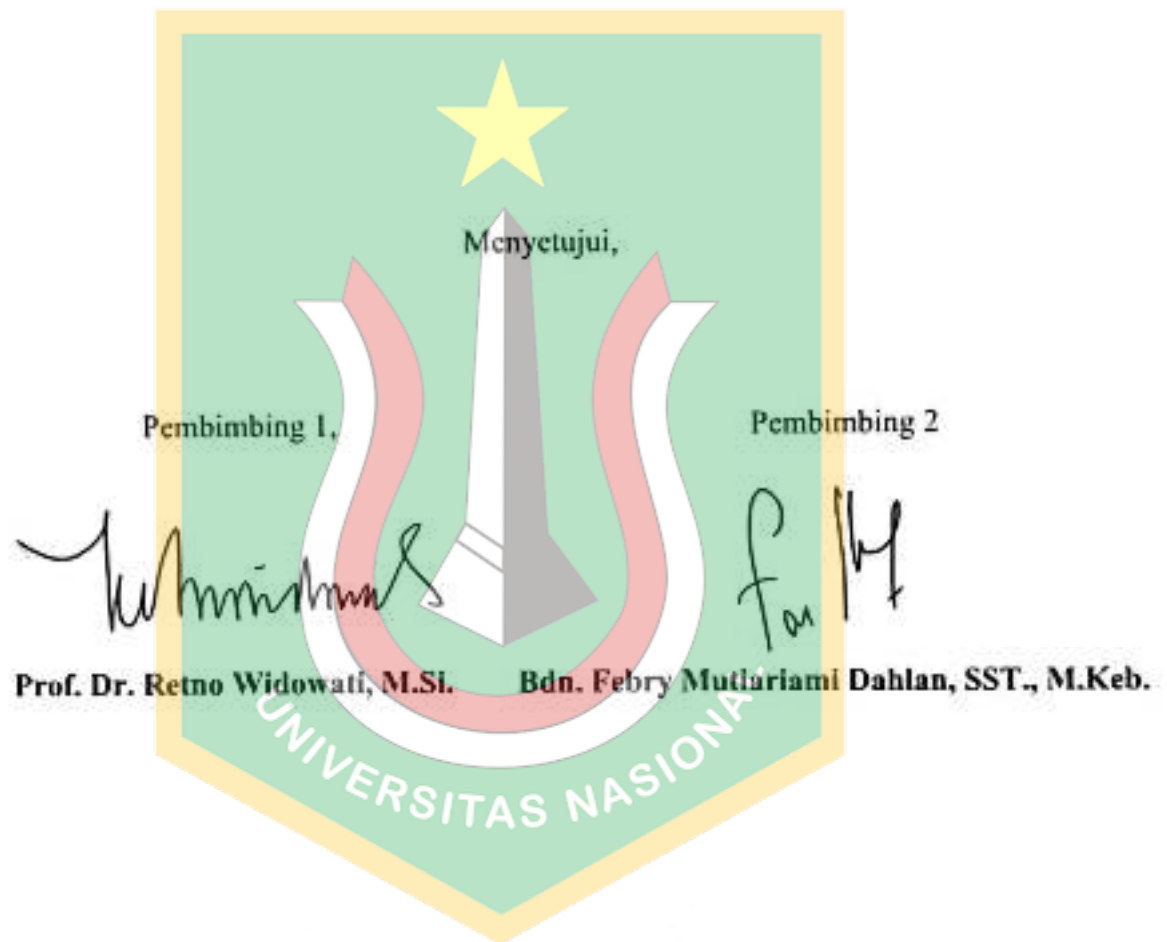 Menyetujui,
Pembimbing 1,
Pembimbing 2
Prof. Dr. Retno Widowati, M.Si.
Bdn. Febry Mutiariami Dahlan, SST., M.Keb.
UNIVERSITAS NASIONAL